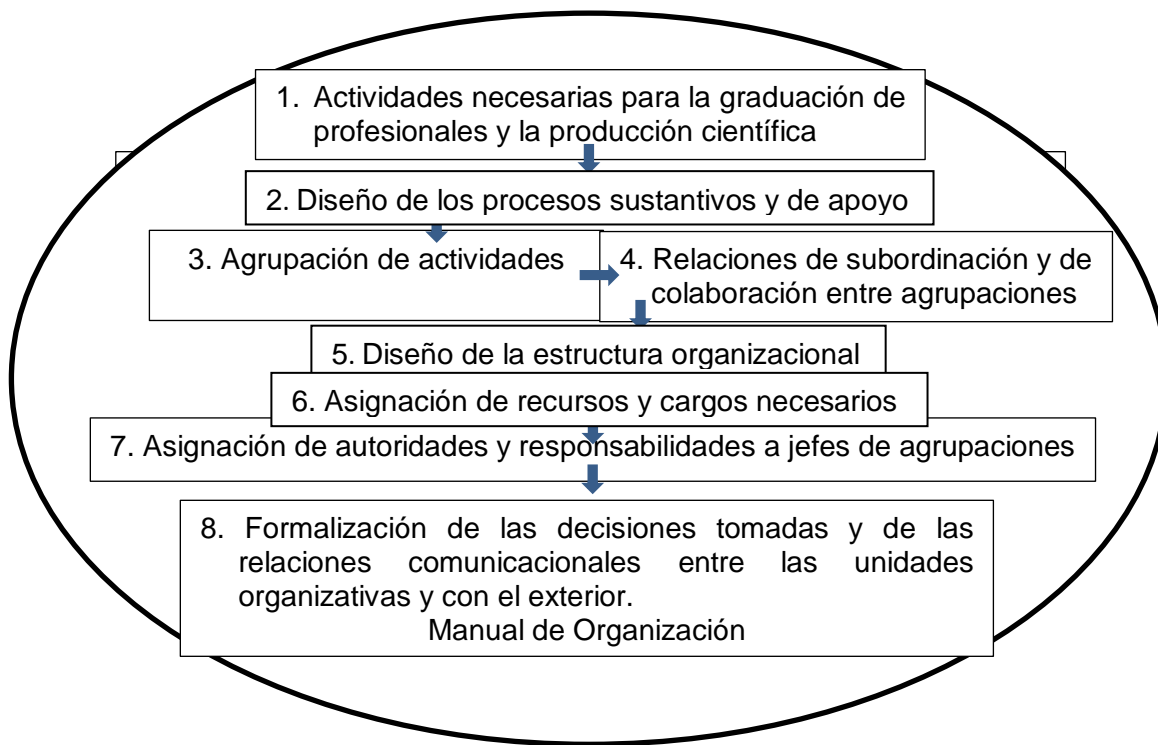 1. Actividades necesarias para la graduación de
profesionales y la producción científica
2. Diseño de los procesos sustantivos y de apoyo
3. Agrupación de actividades
4. Relaciones de subordinación y de
colaboración entre agrupaciones
5. Diseño de la estructura organizacional
6. Asignación de recursos y cargos necesarios
7. Asignación de autoridades y responsabilidades a jefes de agrupaciones
8. Formalización de las decisiones tomadas y de las
relaciones comunicacionales entre las unidades
organizativas y con el exterior.
Manual de Organización